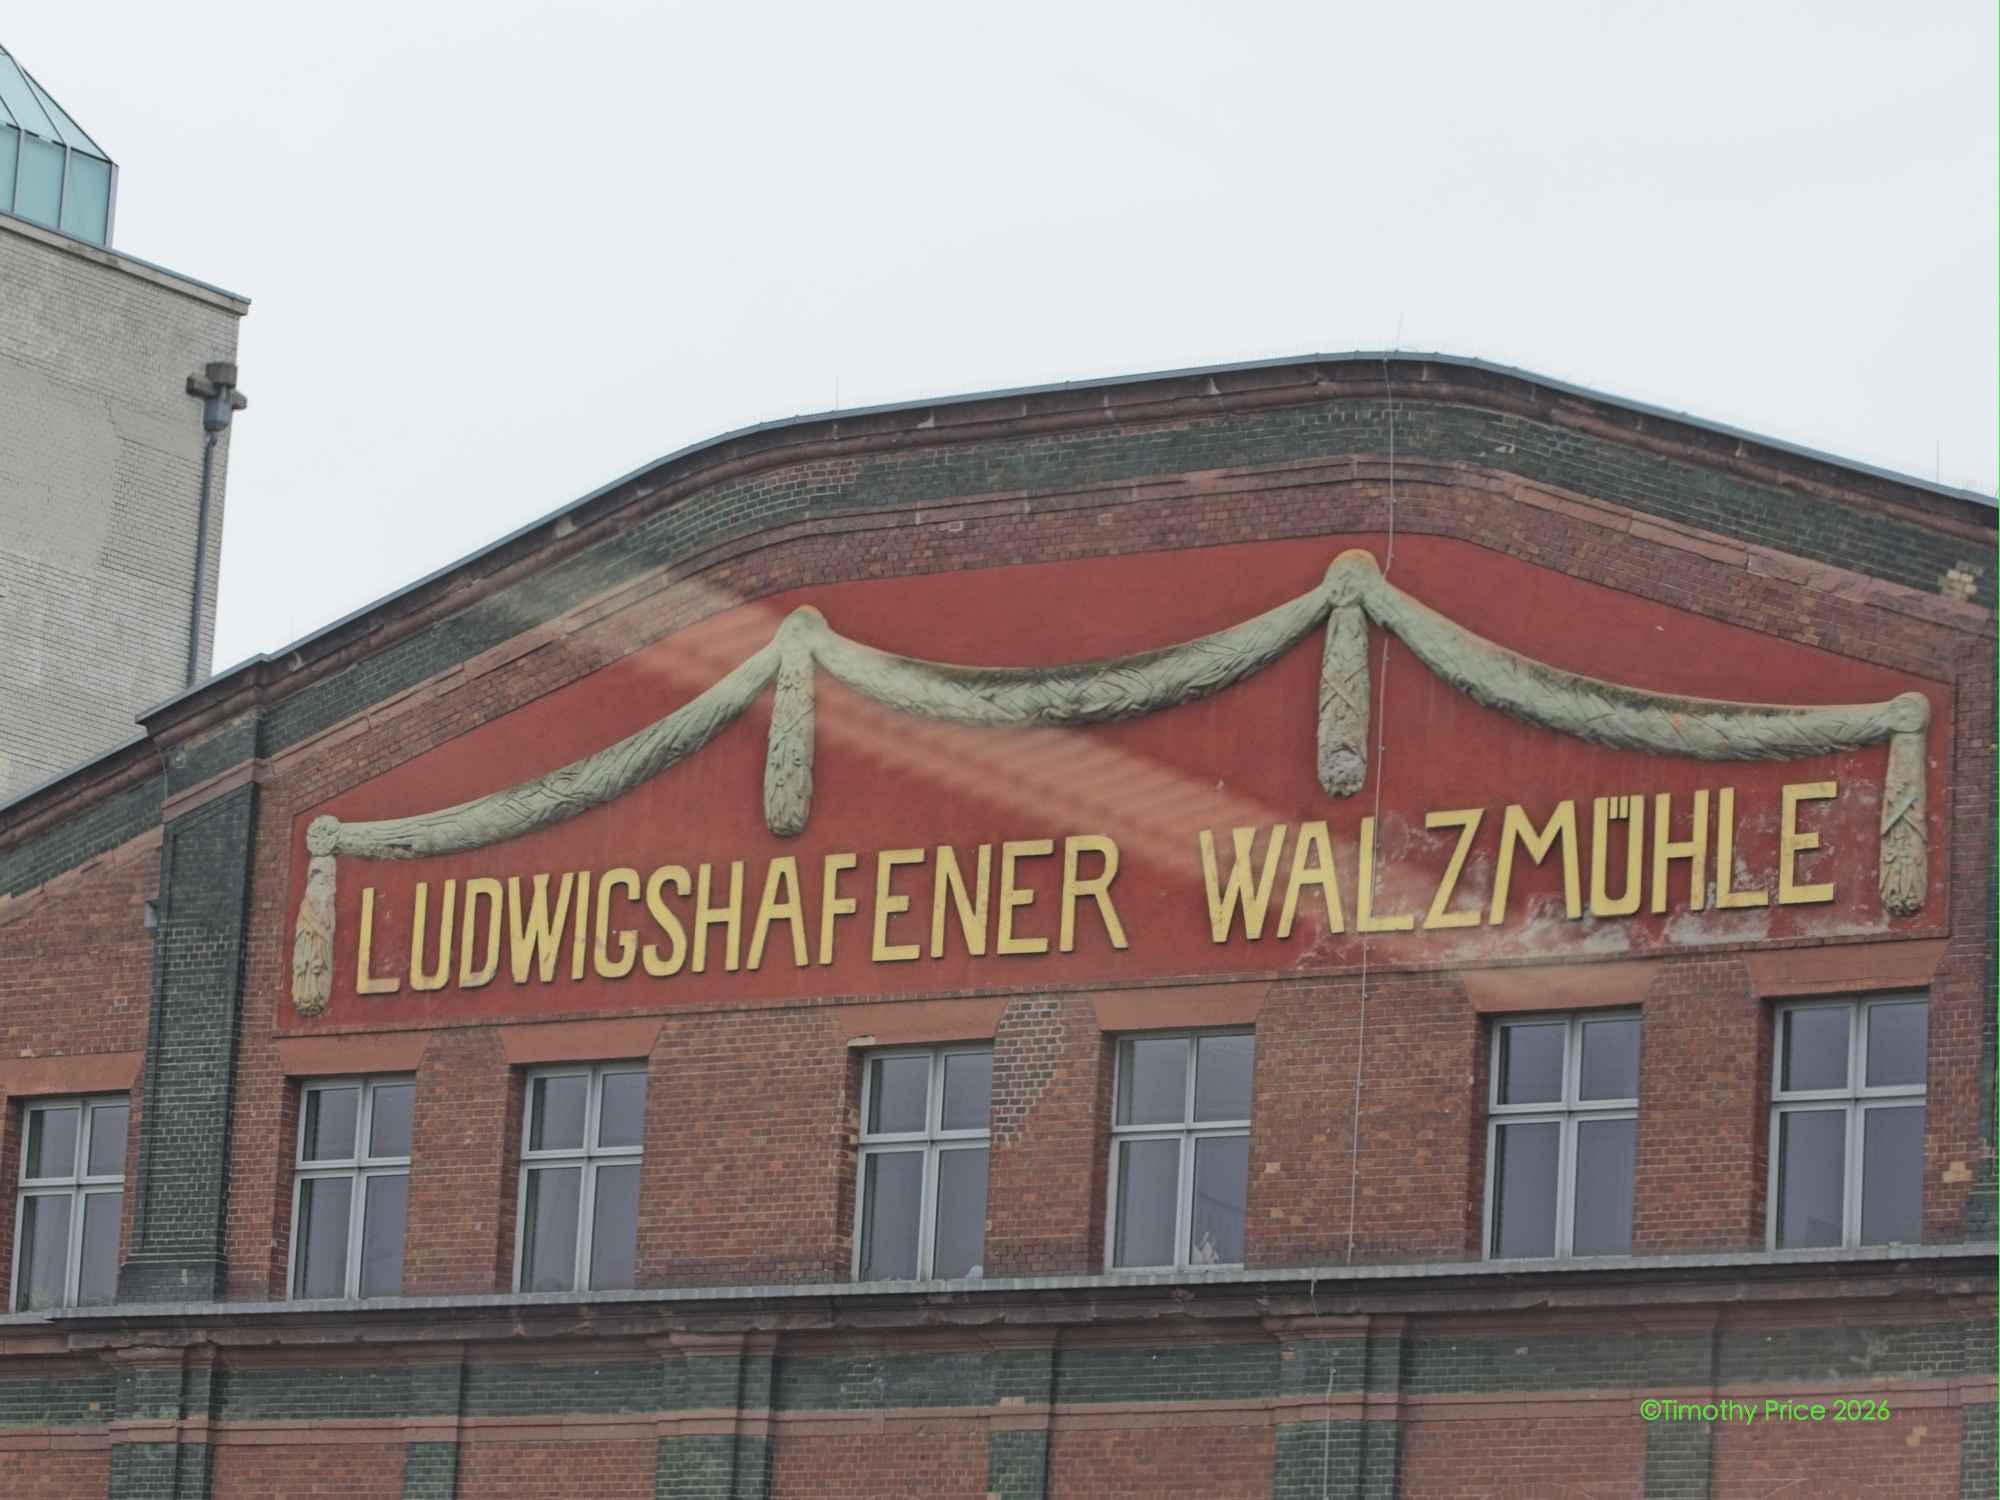 LUDWIGSHAFENER WALZMÜHLE
©Timothy Price 2026